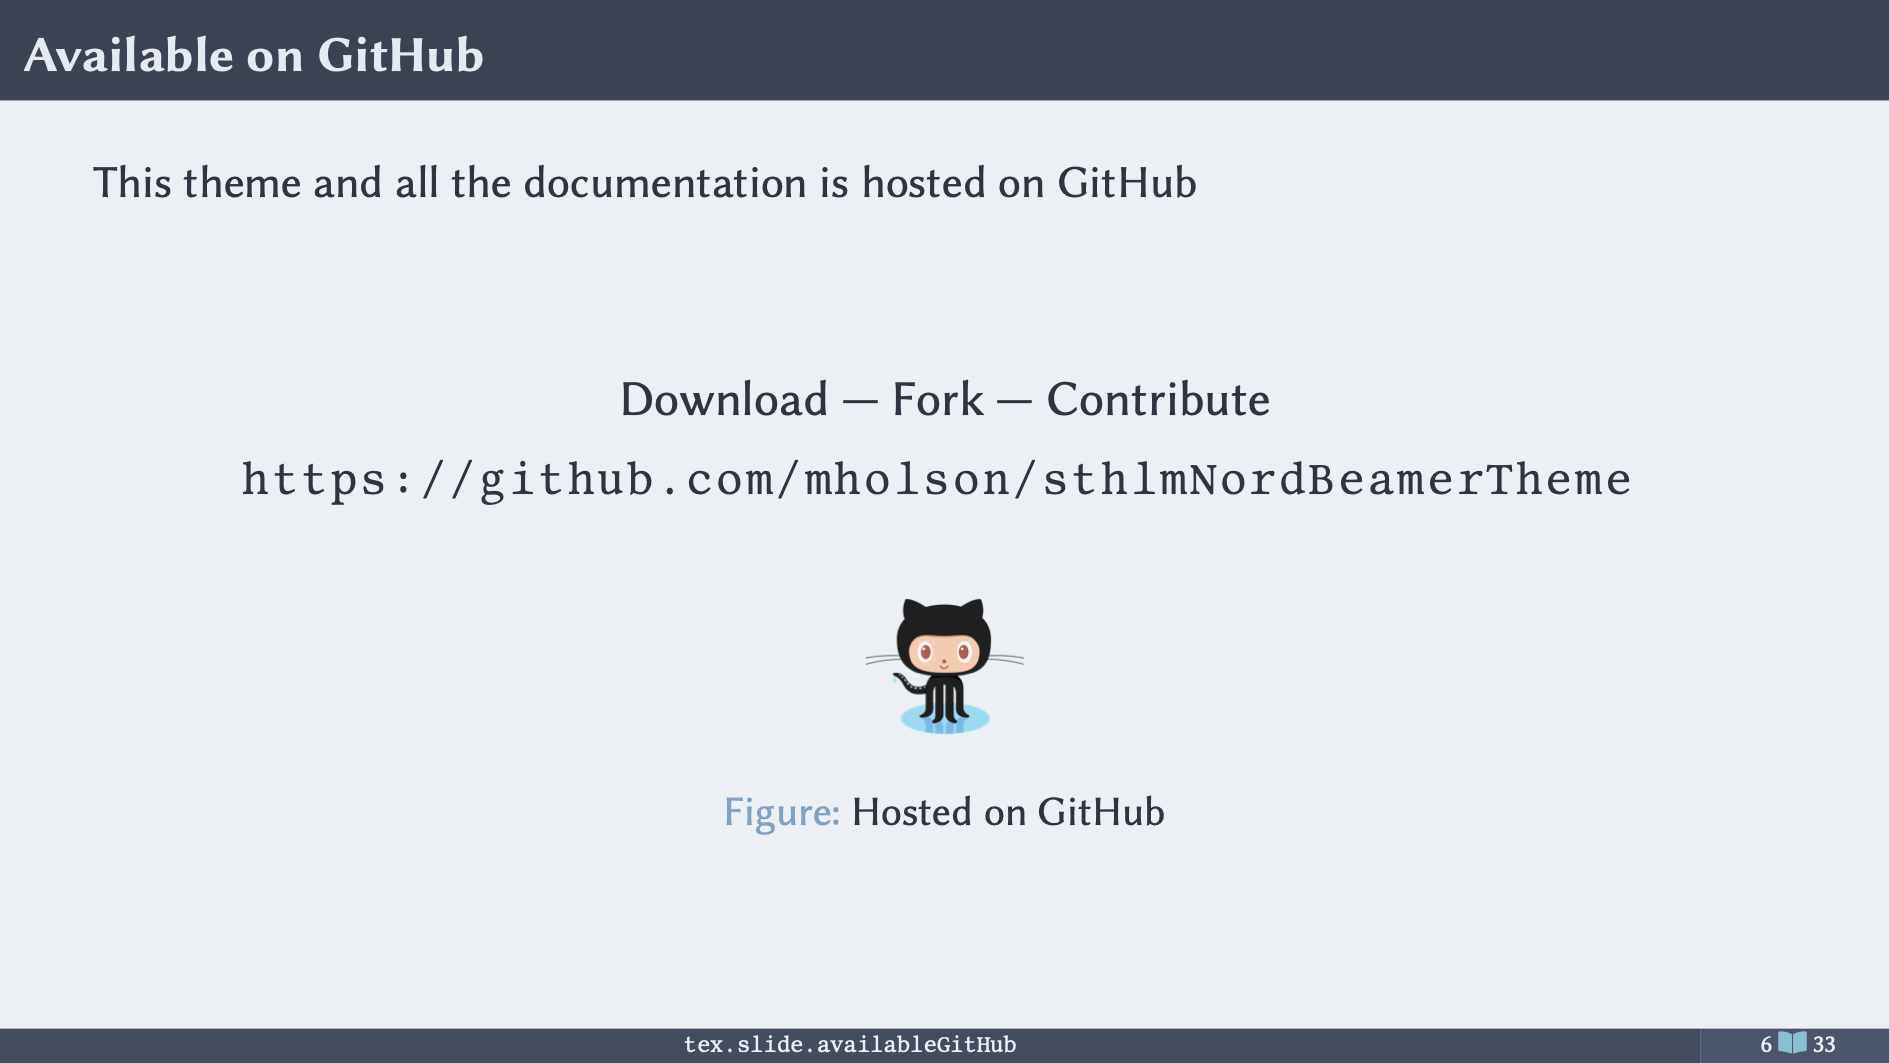 Available on GitHub
This theme and all the documentation is hosted on GitHub
Download — Fork — Contribute
https://github.com/mholson/sthlmNordBeamerTheme
Figure: Hosted on GitHub
tex.slide.availableGitHub
6 33